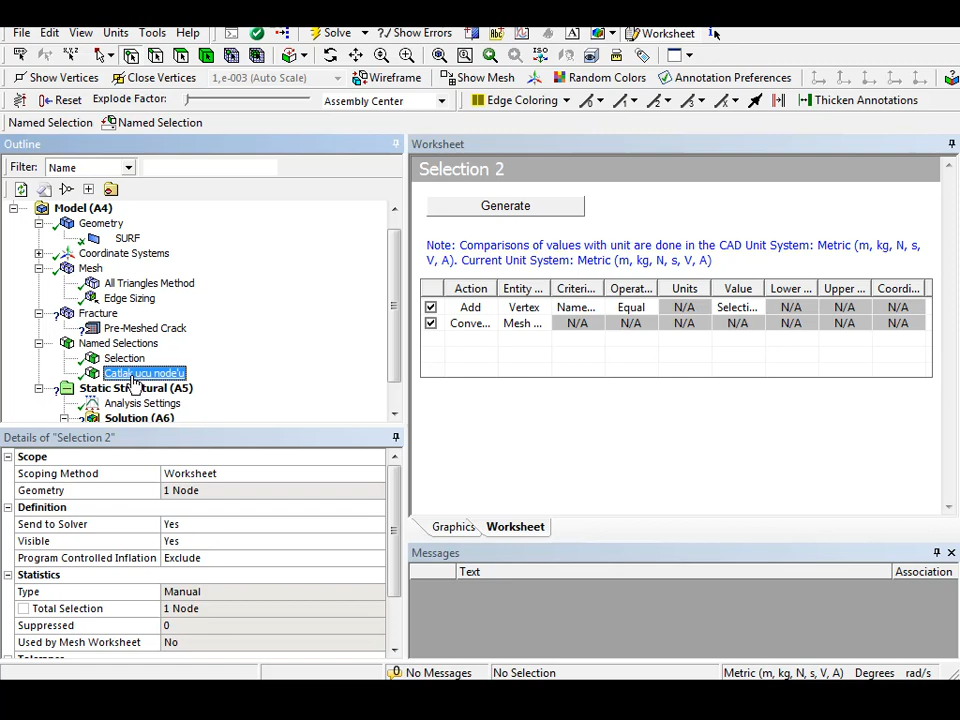 File Edit View Units Tools Help Solve Show Errors Worksheet
Show Vertices Close Vertices 1,e-003 (Auto Scale) Wireframe Show Mesh Random Colors Annotation Preferences
Reset Explode Factor: Assembly Center Edge Coloring Thicken Annotations
Named Selection Named Selection
Outline
Filter: Name
Model (A4)
Geometry
SURF
Coordinate Systems
Mesh
All Triangles Method
Edge Sizing
Fracture
Pre-Meshed Crack
Named Selections
Selection
Catlak ucu node'u
Static Structural (A5)
Analysis Settings
Solution (A6)
Details of "Selection 2"
Scope
Scoping Method Worksheet
Geometry 1 Node
Definition
Send to Solver Yes
Visible Yes
Program Controlled Inflation Exclude
Statistics
Type Manual
Total Selection 1 Node
Suppressed 0
Used by Mesh Worksheet No
Worksheet
Selection 2
Generate
Note: Comparisons of values with unit are done in the CAD Unit System: Metric (m, kg, N, s,
V, A). Current Unit System: Metric (m, kg, N, s, V, A)
Action Entity ... Criteri... Operat... Units Value Lower ... Upper ... Coordi...
Add Vertex Name... Equal N/A Selecti... N/A N/A N/A
Conve... Mesh ... N/A N/A N/A N/A N/A N/A N/A
Graphics Worksheet
Messages
Text Association
No Messages No Selection Metric (m, kg, N, s, V, A) Degrees rad/s